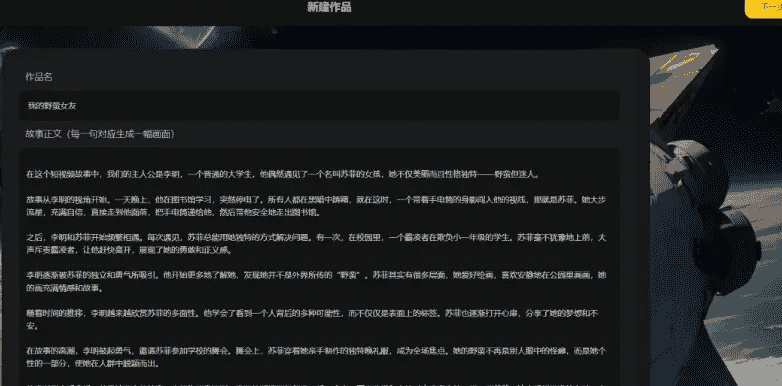 新建作品
下一步
作品名
我的野蛮女友
故事正文（每一句对应生成一幅画面）
在这个短视频故事中，我们的主人公是李明，一个普通的大学生，他偶然遇见了一个名叫苏菲的女孩，她不仅美丽而且性格独特——野蛮但迷人。
故事从李明的视角开始。一天晚上，他在图书馆学习，突然停电了。所有人都在黑暗中踌躇，就在这时，一个带着手电筒的身影闯入他的视线，那就是苏菲。她大步
流星，充满自信，直接走到他面前，把手电筒递给他，然后带他安全地走出图书馆。
之后，李明和苏菲开始频繁相遇。每次遇见，苏菲总能用她独特的方式解决问题。有一次，在校园里，一个霸凌者在欺负小一年级的学生。苏菲毫不犹豫地上前，大
声斥责霸凌者，让他赶快离开，展现了她的勇敢和正义感。
李明逐渐被苏菲的独立和勇气所吸引。他开始更多地了解她，发现她并不是外界所传的“野蛮”。苏菲其实有很多层面，她爱好绘画，喜欢安静地在公园里画画，她
的画充满情感和故事。
随着时间的推移，李明越来越欣赏苏菲的多面性。他学会了看到一个人背后的多种可能性，而不仅仅是表面上的标签。苏菲也逐渐打开心扉，分享了她的梦想和不
安。
在故事的高潮，李明鼓起勇气，邀请苏菲参加学校的舞会。舞会上，苏菲穿着她亲手制作的独特晚礼服，成为全场焦点。她的野蛮不再是别人眼中的怪癖，而是她个
性的一部分，使她在人群中脱颖而出。